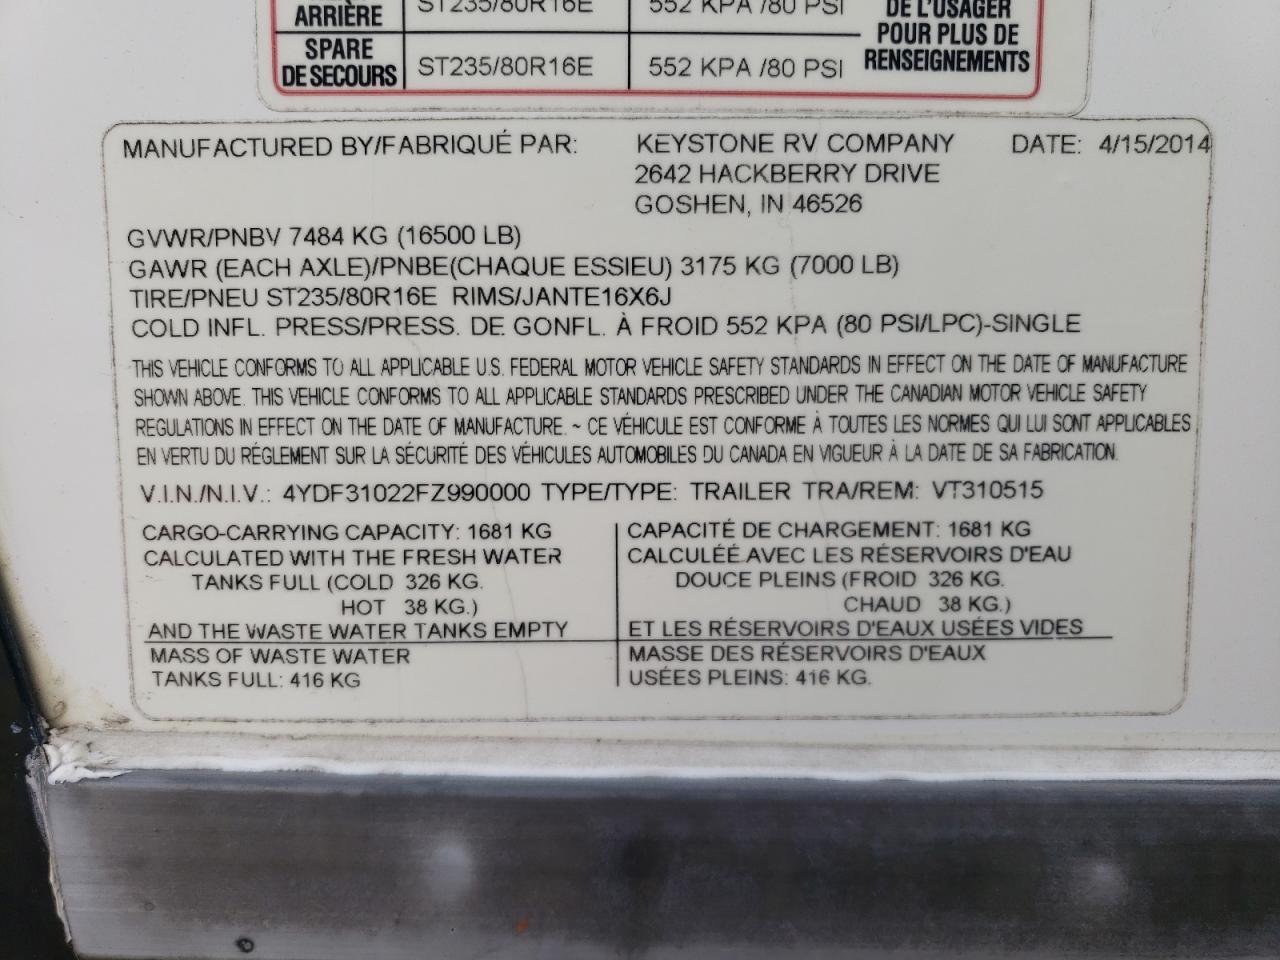 ARRIÈRE ST235/80R16E 552 KPA /80 PSI DE L'USAGER
POUR PLUS DE
SPARE
DE SECOURS ST235/80R16E 552 KPA /80 PSI RENSEIGNEMENTS
MANUFACTURED BY/FABRIQUÉ PAR: KEYSTONE RV COMPANY DATE: 4/15/2014
2642 HACKBERRY DRIVE
GOSHEN, IN 46526
GVWR/PNBV 7484 KG (16500 LB)
GAWR (EACH AXLE)/PNBE(CHAQUE ESSIEU) 3175 KG (7000 LB)
TIRE/PNEU ST235/80R16E RIMS/JANTE16X6J
COLD INFL. PRESS/PRESS. DE GONFL. À FROID 552 KPA (80 PSI/LPC)-SINGLE
THIS VEHICLE CONFORMS TO ALL APPLICABLE U.S. FEDERAL MOTOR VEHICLE SAFETY STANDARDS IN EFFECT ON THE DATE OF MANUFACTURE
SHOWN ABOVE. THIS VEHICLE CONFORMS TO ALL APPLICABLE STANDARDS PRESCRIBED UNDER THE CANADIAN MOTOR VEHICLE SAFETY
REGULATIONS IN EFFECT ON THE DATE OF MANUFACTURE. ~ CE VÉHICULE EST CONFORME À TOUTES LES NORMES QUI LUI SONT APPLICABLES
EN VERTU DU RÉGLEMENT SUR LA SÉCURITÉ DES VÉHICULES AUTOMOBILES DU CANADA EN VIGUEUR À LA DATE DE SA FABRICATION.
V.I.N./N.I.V.: 4YDF31022FZ990000 TYPE/TYPE: TRAILER TRA/REM: VT310515
CARGO-CARRYING CAPACITY: 1681 KG
CALCULATED WITH THE FRESH WATER
TANKS FULL (COLD 326 KG.
HOT 38 KG.)
AND THE WASTE WATER TANKS EMPTY
MASS OF WASTE WATER
TANKS FULL: 416 KG
CAPACITÉ DE CHARGEMENT: 1681 KG
CALCULÉE AVEC LES RÉSERVOIRS D'EAU
DOUCE PLEINS (FROID 326 KG.
CHAUD 38 KG.)
ET LES RÉSERVOIRS D'EAUX USÉES VIDES
MASSE DES RÉSERVOIRS D'EAUX
USÉES PLEINS: 416 KG.